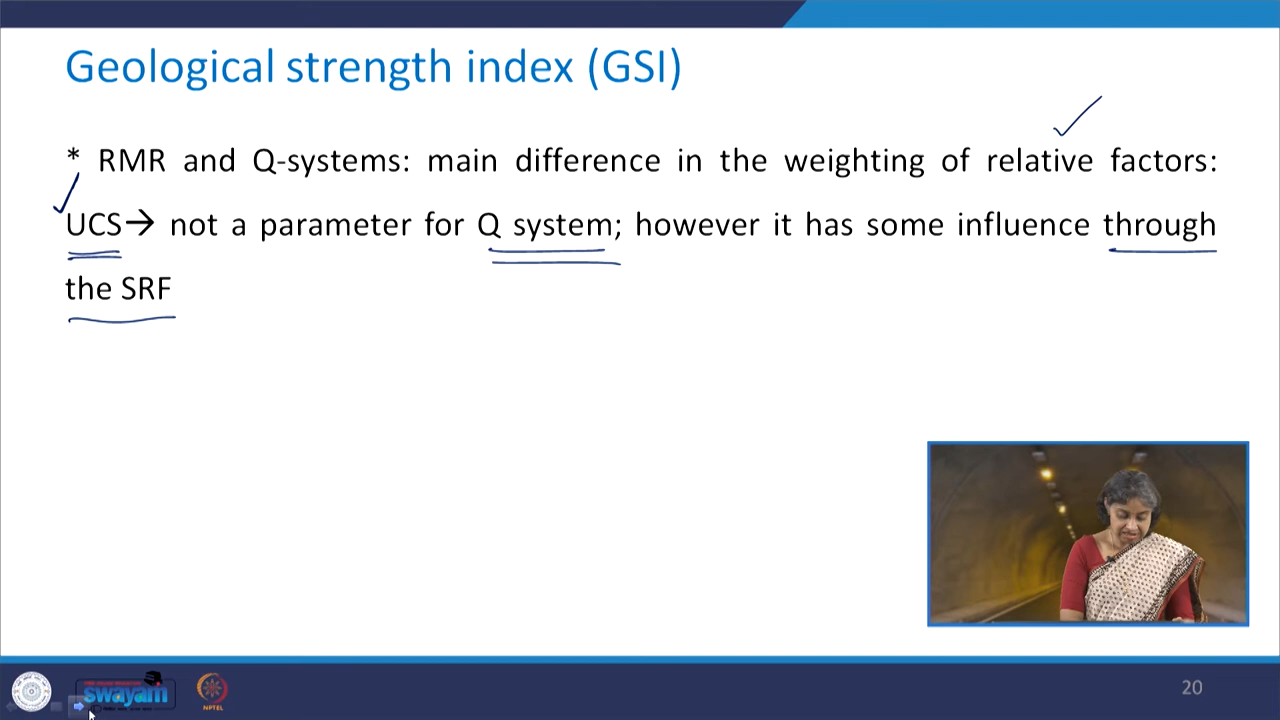 Geological strength index (GSI)
* RMR and Q-systems: main difference in the weighting of relative factors:
UCS→ not a parameter for Q system; however it has some influence through
the SRF
swayam
NPTEL
20